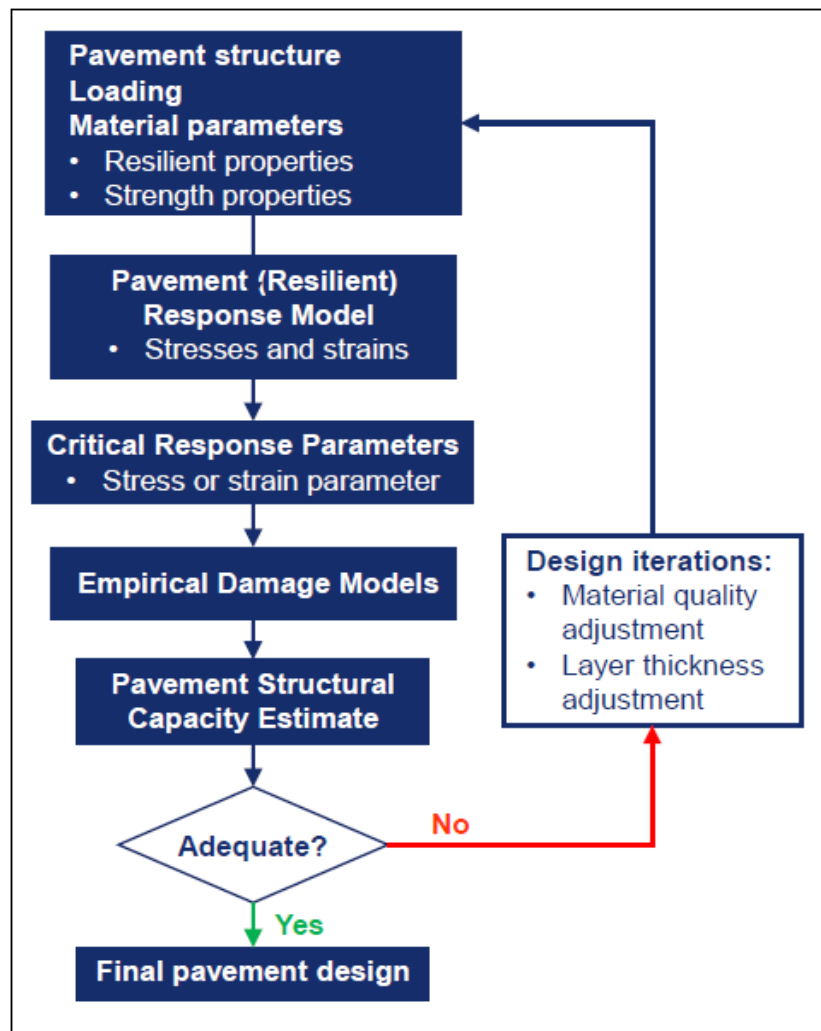 Pavement structure
Loading
Material parameters
• Resilient properties
• Strength properties
Pavement (Resilient)
Response Model
• Stresses and strains
Critical Response Parameters
• Stress or strain parameter
Empirical Damage Models
Pavement Structural
Capacity Estimate
Adequate?
No
Yes
Final pavement design
Design iterations:
• Material quality
adjustment
• Layer thickness
adjustment